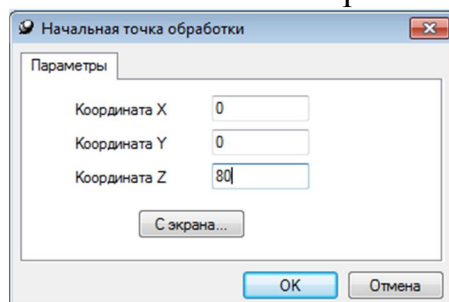 Начальная точка обработки
Параметры
Координата X 0
Координата Y 0
Координата Z 80
С экрана...
OK Отмена